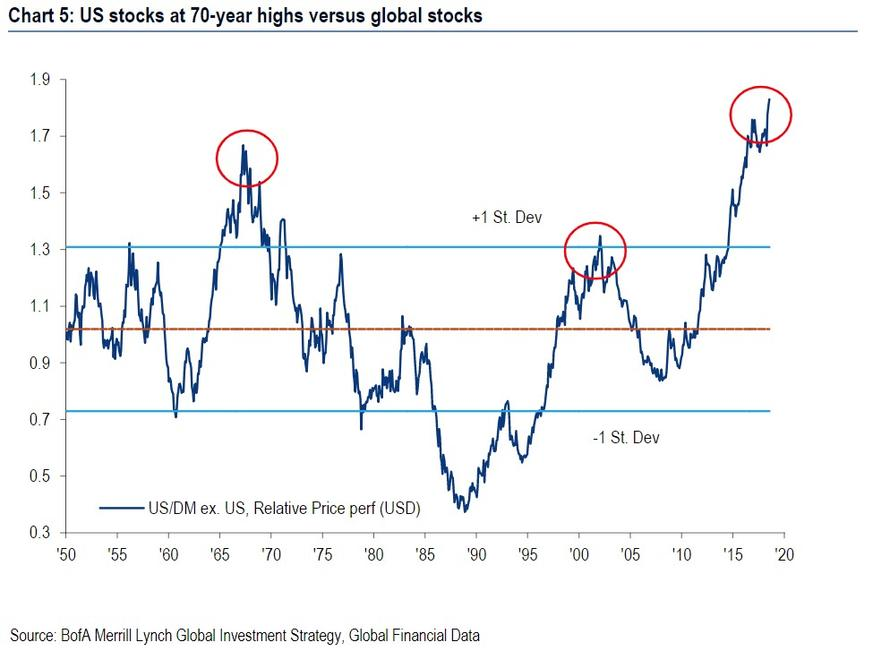 Chart 5: US stocks at 70-year highs versus global stocks
1.9
1.7
1.5
1.3
1.1
0.9
0.7
0.5
0.3
+1 St. Dev
-1 St. Dev
US/DM ex. US, Relative Price perf (USD)
'50 '55 '60 '65 '70 '75 '80 '85 '90 '95 '00 '05 '10 '15 '20
Source: BofA Merrill Lynch Global Investment Strategy, Global Financial Data